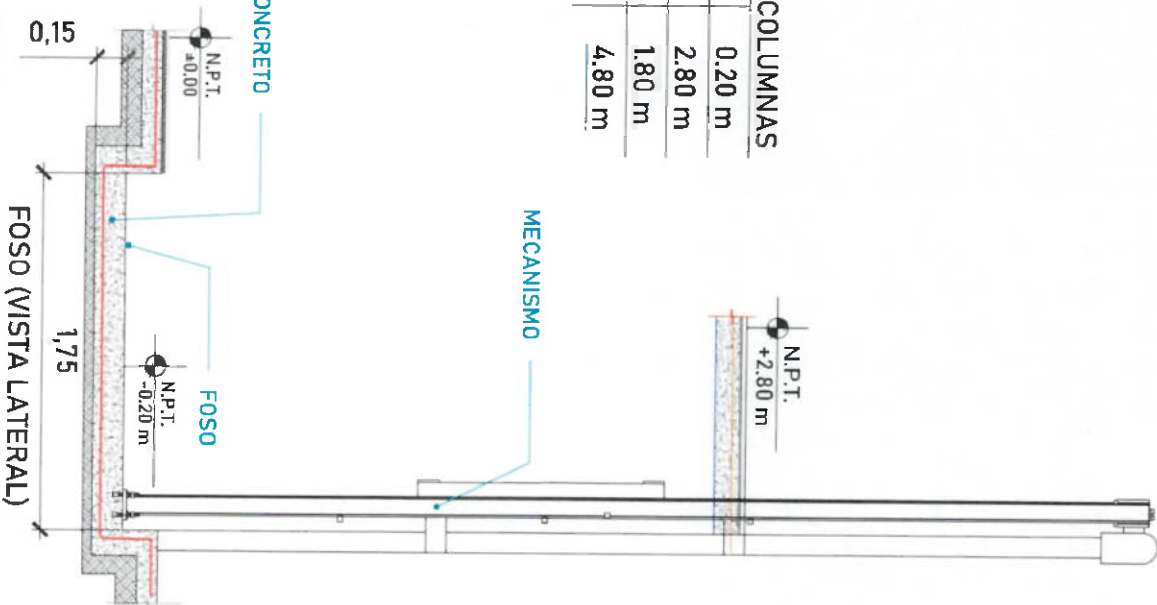 COLUMNAS
0.20 m
2.80 m
1.80 m
4.80 m
N.P.T.
+2.80 m
MECANISMO
ONCRETO
N.P.T.
±0.00
0,15
FOSO
N.P.T.
-0.20 m
1,75
FOSO (VISTA LATERAL)